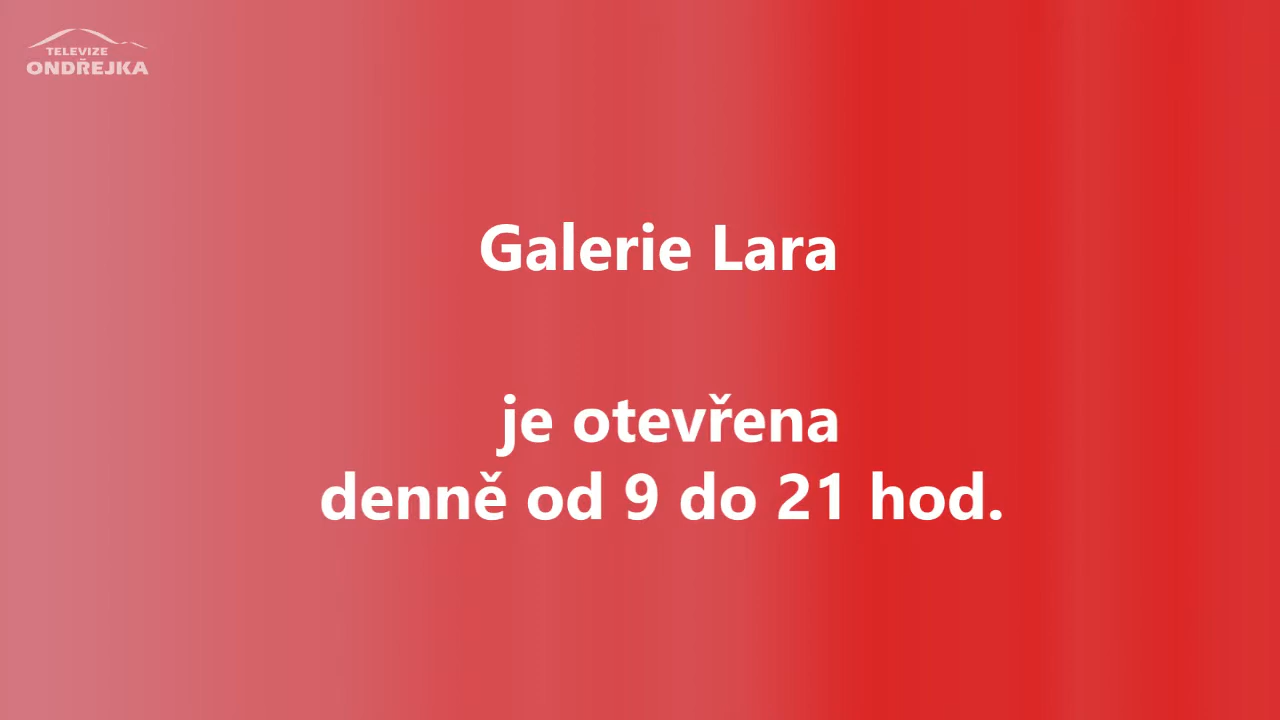 TELEVIZE
ONDŘEJKA
Galerie Lara
je otevřena
denně od 9 do 21 hod.